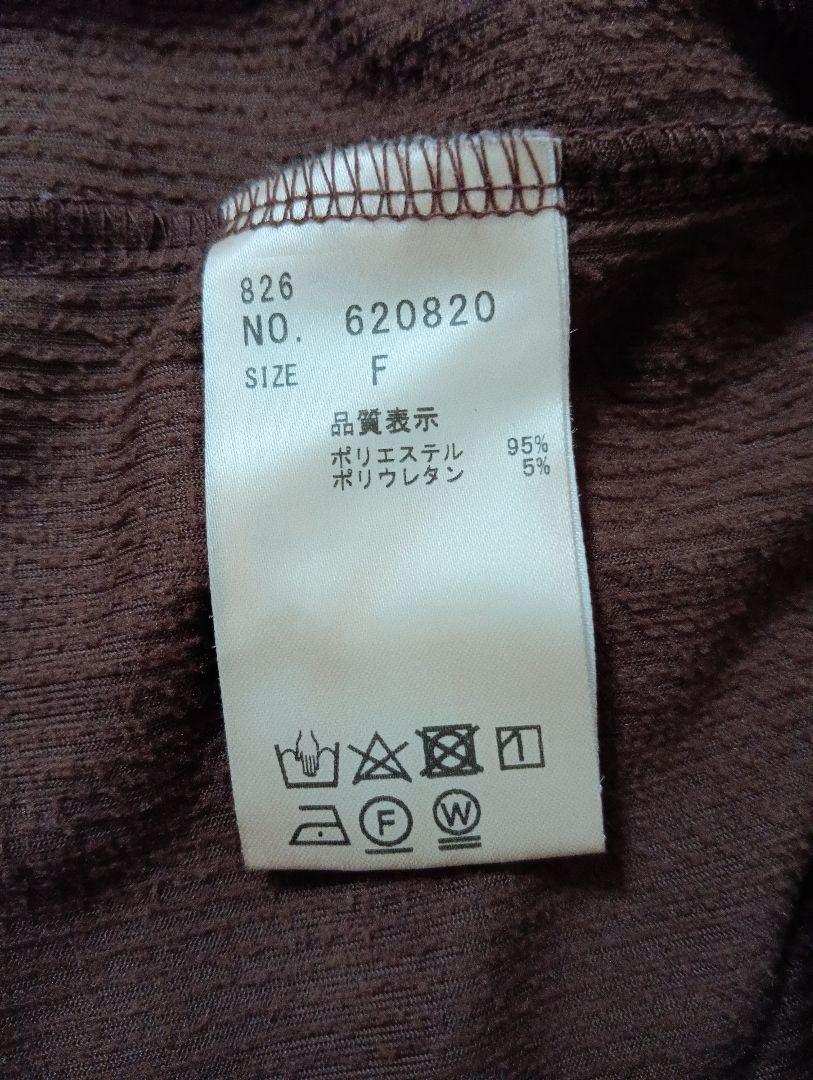 826
NO. 620820
SIZE F
品質表示
ポリエステル 95%
ポリウレタン 5%
F
W